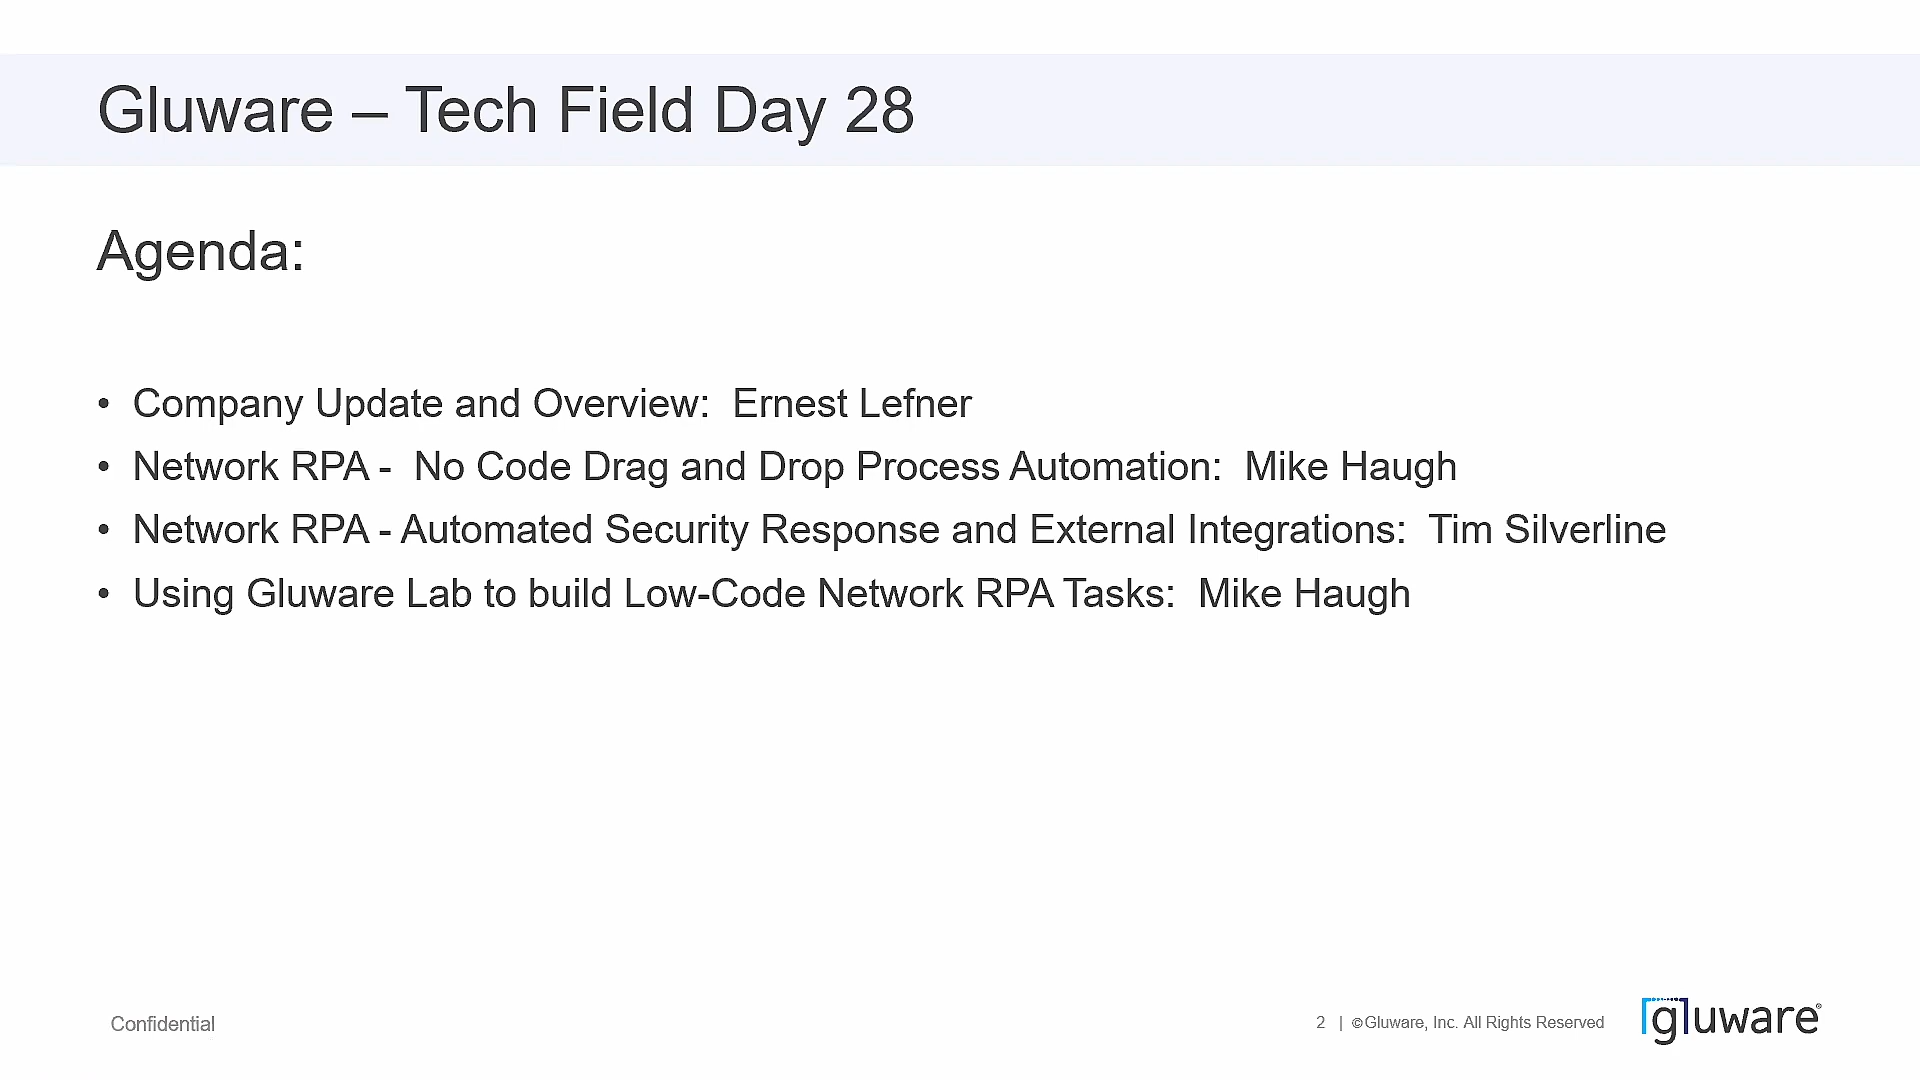 Gluware – Tech Field Day 28
Agenda:
• Company Update and Overview:  Ernest Lefner
• Network RPA -  No Code Drag and Drop Process Automation:  Mike Haugh
• Network RPA - Automated Security Response and External Integrations:  Tim Silverline
• Using Gluware Lab to build Low-Code Network RPA Tasks:  Mike Haugh
Confidential
2 | ©Gluware, Inc. All Rights Reserved
gluware®